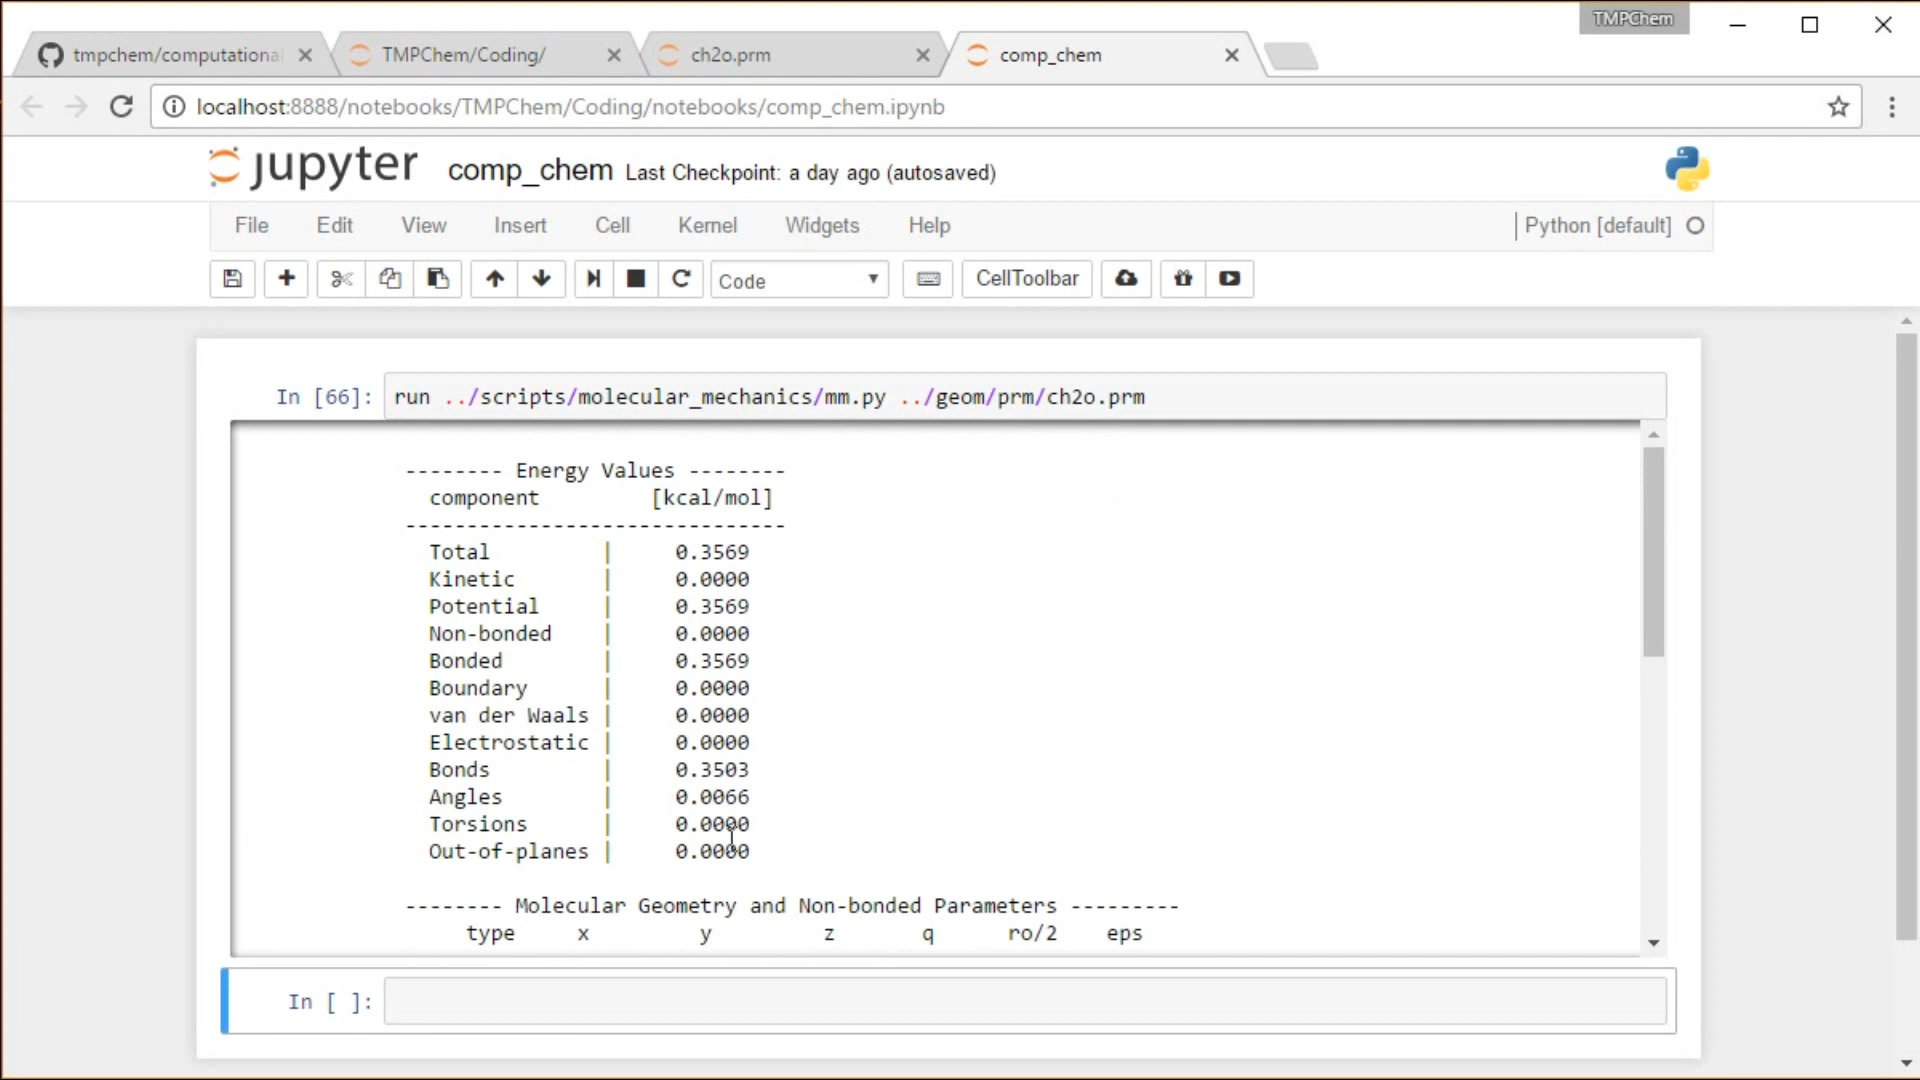 TMPChem
tmpchem/computational
TMPChem/Coding/
ch2o.prm
comp_chem
localhost:8888/notebooks/TMPChem/Coding/notebooks/comp_chem.ipynb
jupyter comp_chem Last Checkpoint: a day ago (autosaved)
File Edit View Insert Cell Kernel Widgets Help Python [default]
Code CellToolbar
In [66]: run ../scripts/molecular_mechanics/mm.py ../geom/prm/ch2o.prm
-------- Energy Values --------
component [kcal/mol]
-------------------------------
Total | 0.3569
Kinetic | 0.0000
Potential | 0.3569
Non-bonded | 0.0000
Bonded | 0.3569
Boundary | 0.0000
van der Waals | 0.0000
Electrostatic | 0.0000
Bonds | 0.3503
Angles | 0.0066
Torsions | 0.0000
Out-of-planes | 0.0000
-------- Molecular Geometry and Non-bonded Parameters ---------
type x y z q ro/2 eps
In [ ]: